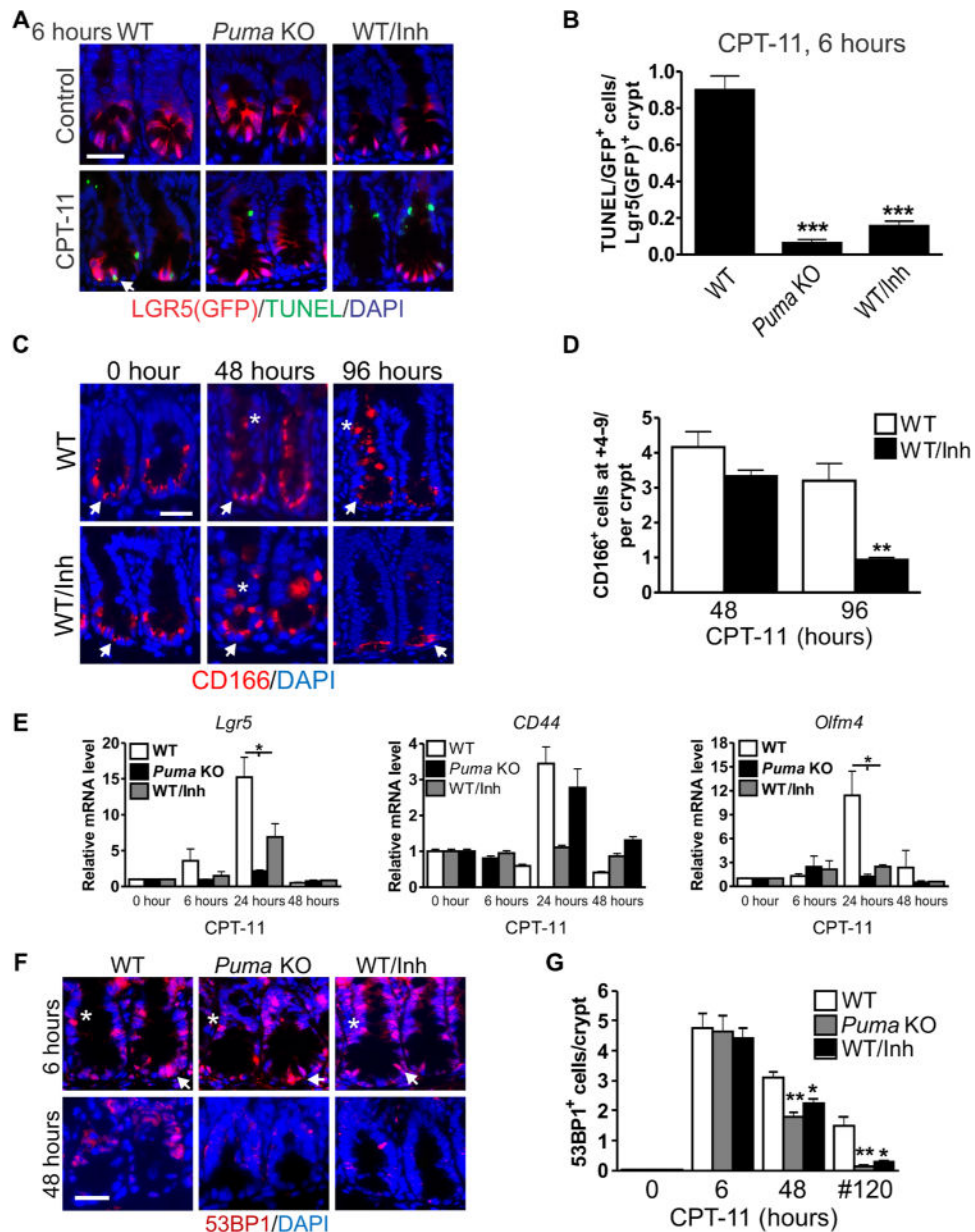 A
6 hours WT Puma KO WT/Inh
Control
CPT-11
LGR5(GFP)/TUNEL/DAPI
B
CPT-11, 6 hours
TUNEL/GFP+ cells/
Lgr5(GFP)+ crypt
1.0
0.8
0.6
0.4
0.2
0.0
***
***
WT
Puma KO
WT/Inh
C
0 hour 48 hours 96 hours
WT
* *
WT/Inh
*
CD166/DAPI
D
CD166+ cells at +4–9/
per crypt
5
4
3
2
1
0
WT
WT/Inh
**
48 96
CPT-11 (hours)
E
Lgr5
Relative mRNA level
20
15
10
5
0
WT
Puma KO
WT/Inh
*
0 hour 6 hours 24 hours 48 hours
CPT-11
CD44
Relative mRNA level
4
3
2
1
0
WT
Puma KO
WT/Inh
0 hour 6 hours 24 hours 48 hours
CPT-11
Olfm4
Relative mRNA level
18
15
12
9
6
3
0
WT
Puma KO
WT/Inh
*
0 hour 6 hours 24 hours 48 hours
CPT-11
F
WT Puma KO WT/Inh
6 hours
* * *
48 hours
53BP1/DAPI
G
53BP1+ cells/crypt
6
5
4
3
2
1
0
WT
Puma KO
WT/Inh
** *
** *
0 6 48 #120
CPT-11 (hours)